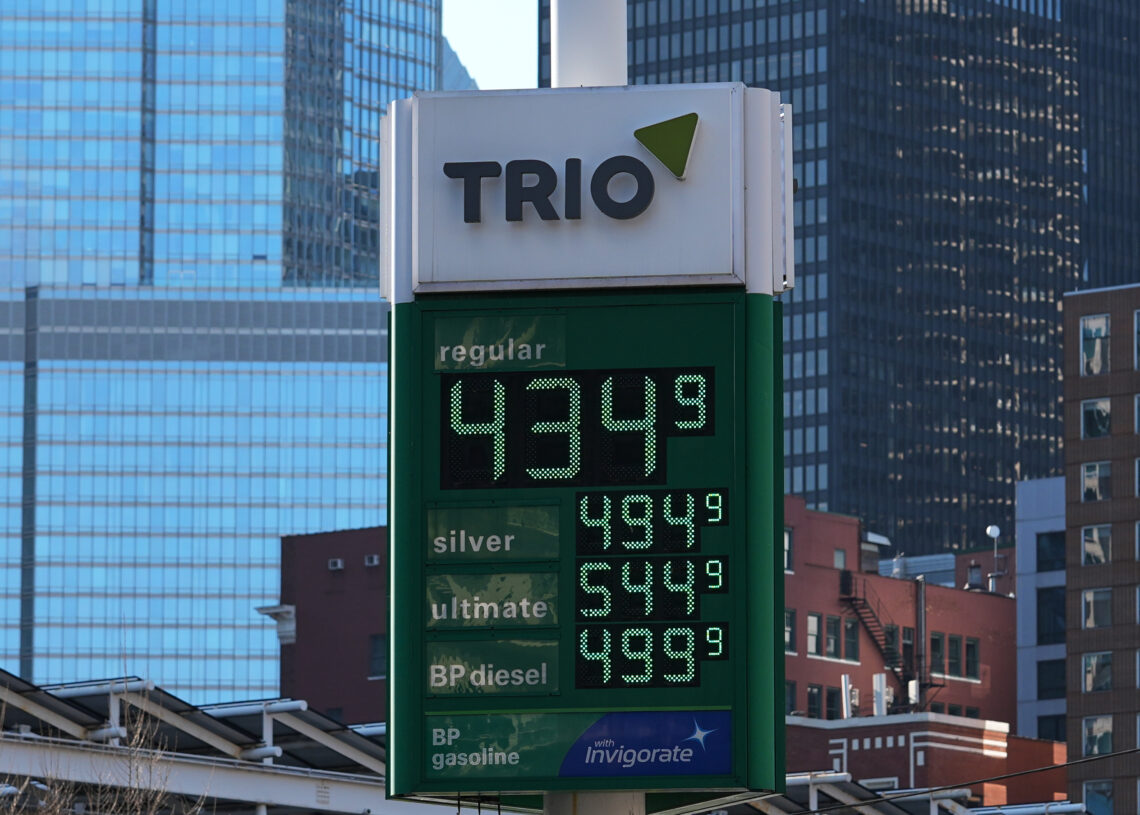 TRIO
regular
434 9
silver
494 9
ultimate
544 9
BP diesel
499 9
BP
gasoline
with
Invigorate